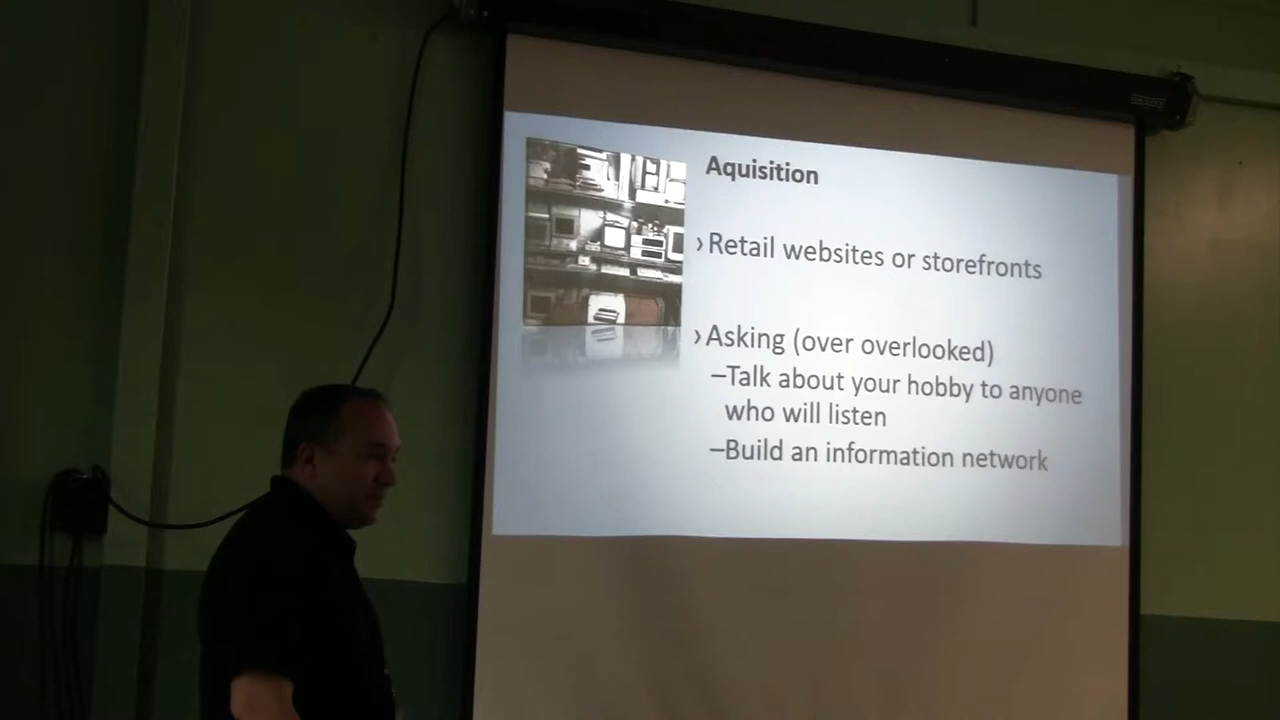 Aquisition
›Retail websites or storefronts
›Asking (over overlooked)
–Talk about your hobby to anyone
who will listen
–Build an information network